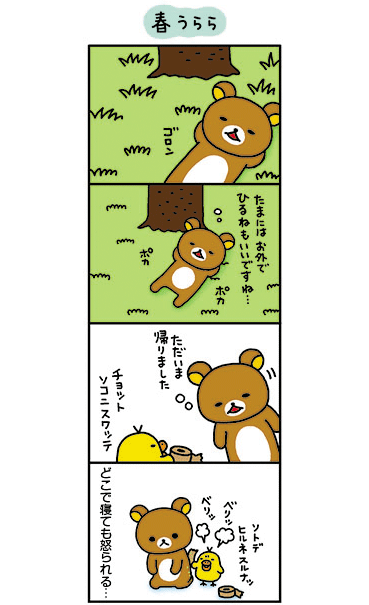 春うらら
ゴロン
たまには お外で
ひるねもいいですね…
ポカ
ポカ
ただいま
帰りました
チョット
ソコニスワッテ
ソトデ
ヒルネスルナッ
ベリッ
ベリッ
どこで寝ても怒られる…